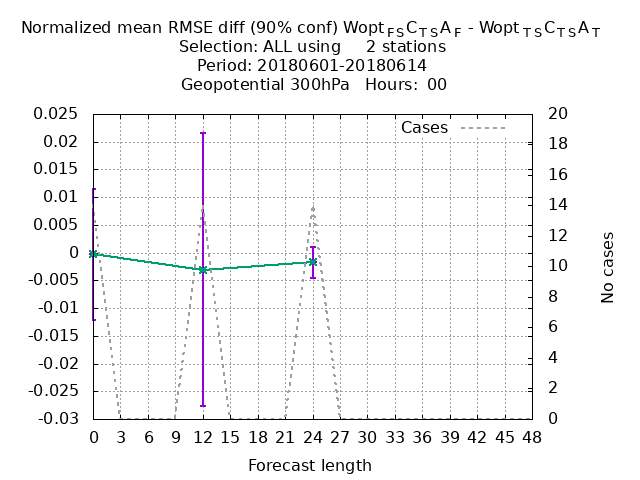 Normalized mean RMSE diff (90% conf) Wopt FS C TS A F - Wopt TS C TS A T
Selection: ALL using 2 stations
Period: 20180601-20180614
Geopotential 300hPa Hours: 00
Cases
0.025
0.02
0.015
0.01
0.005
0
-0.005
-0.01
-0.015
-0.02
-0.025
-0.03
20
18
16
14
12
10
8
6
4
2
0
No cases
0 3 6 9 12 15 18 21 24 27 30 33 36 39 42 45 48
Forecast length